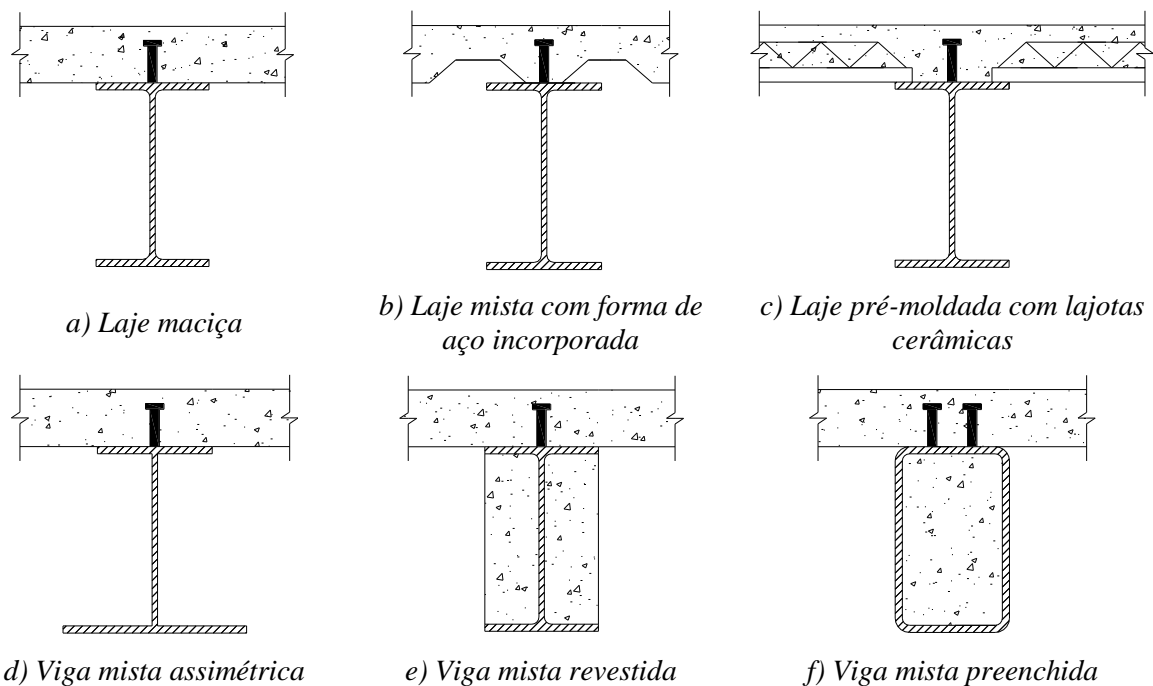 a) Laje maciça
b) Laje mista com forma de
aço incorporada
c) Laje pré-moldada com lajotas
cerâmicas
d) Viga mista assimétrica
e) Viga mista revestida
f) Viga mista preenchida